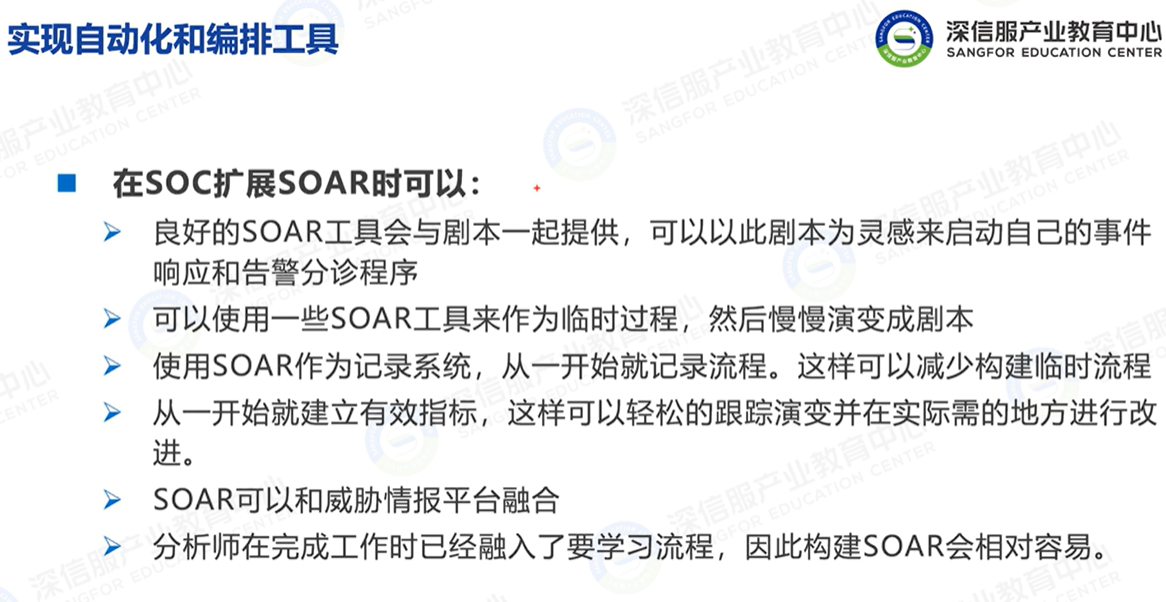 实现自动化和编排工具
深信服产业教育中心
SANGFOR EDUCATION CENTER
在SOC扩展SOAR时可以：
良好的SOAR工具会与剧本一起提供，可以以此剧本为灵感来启动自己的事件
响应和告警分诊程序
可以使用一些SOAR工具来作为临时过程，然后慢慢演变成剧本
使用SOAR作为记录系统，从一开始就记录流程。这样可以减少构建临时流程
从一开始就建立有效指标，这样可以轻松的跟踪演变并在实际需的地方进行改
进。
SOAR可以和威胁情报平台融合
分析师在完成工作时已经融入了要学习流程，因此构建SOAR会相对容易。